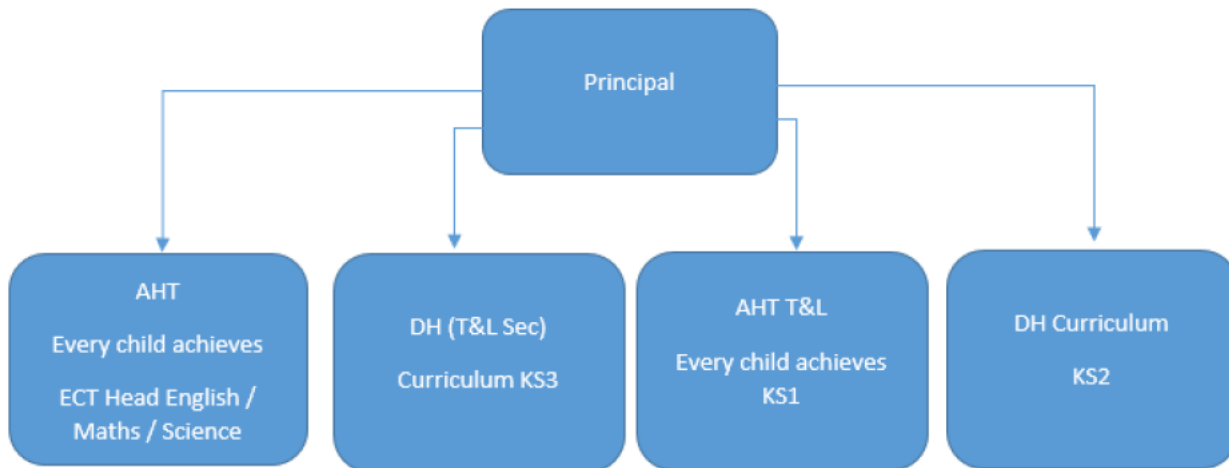 Principal
AHT
Every child achieves
ECT Head English /
Maths / Science
DH (T&L Sec)
Curriculum KS3
AHT T&L
Every child achieves
KS1
DH Curriculum
KS2